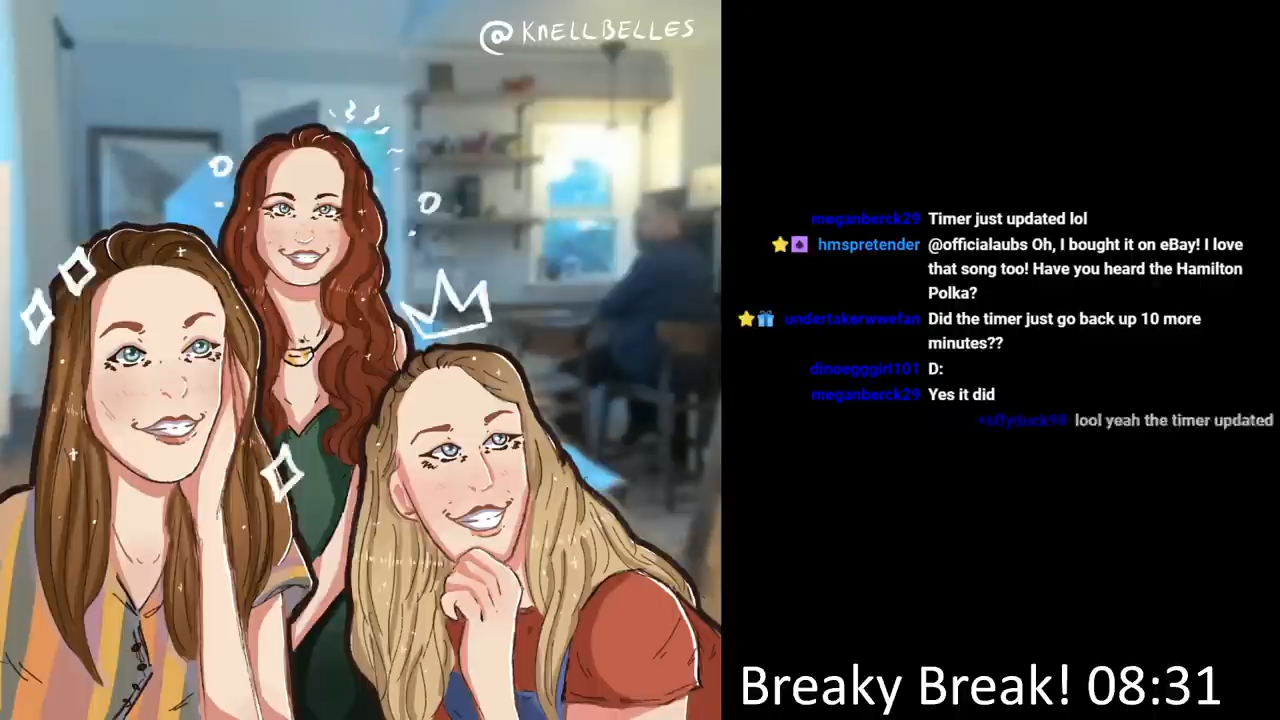 @KNELLBELLES
meganberck29 Timer just updated lol
hmspretender @officialaubs Oh, I bought it on eBay! I love
that song too! Have you heard the Hamilton
Polka?
undertakerwwefan Did the timer just go back up 10 more
minutes??
dinoegggirl101 D:
meganberck29 Yes it did
lool yeah the timer updated
Breaky Break! 08:31